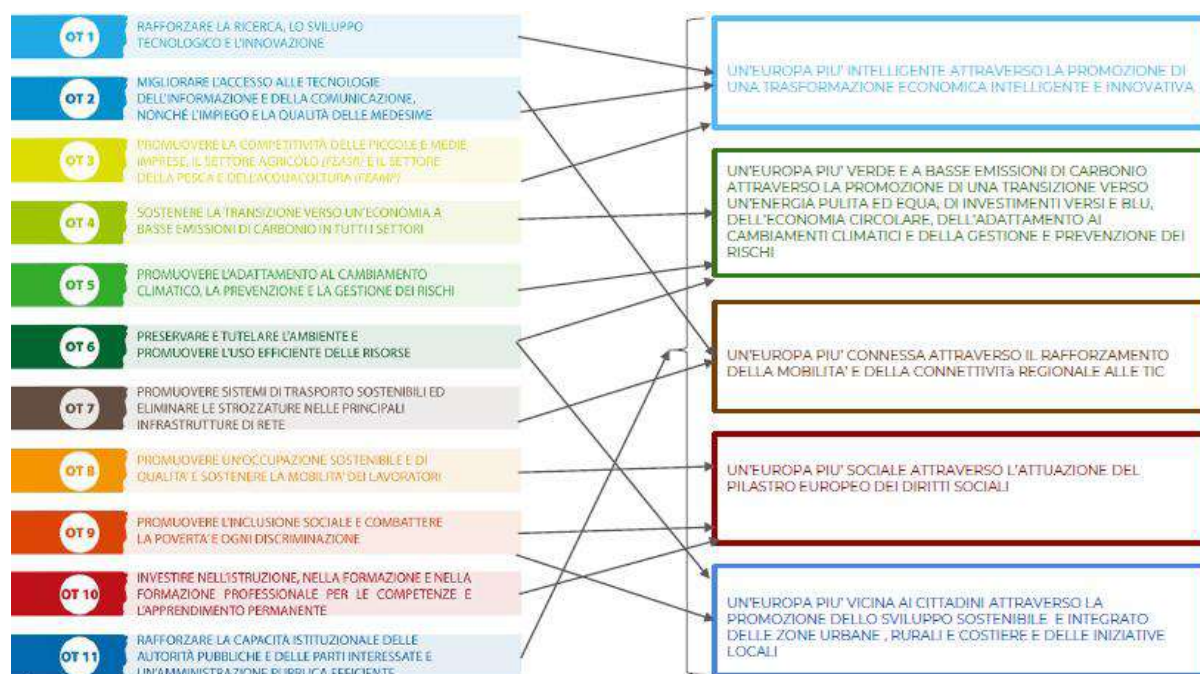 OT 1
RAFFORZARE LA RICERCA, LO SVILUPPO
TECNOLOGICO E L'INNOVAZIONE
OT 2
MIGLIORARE L'ACCESSO ALLE TECNOLOGIE
DELL'INFORMAZIONE E DELLA COMUNICAZIONE,
NONCHÉ L'IMPIEGO E LA QUALITÀ DELLE MEDESIME
OT 3
PROMUOVERE LA COMPETITIVITÀ DELLE PICCOLE E MEDIE
IMPRESE, IL SETTORE AGRICOLO (FEASR) E IL SETTORE
DELLA PESCA E DELL'ACQUACOLTURA (FEAMP)
OT 4
SOSTENERE LA TRANSIZIONE VERSO UN'ECONOMIA A
BASSE EMISSIONI DI CARBONIO IN TUTTI I SETTORI
OT 5
PROMUOVERE L'ADATTAMENTO AL CAMBIAMENTO
CLIMATICO, LA PREVENZIONE E LA GESTIONE DEI RISCHI
OT 6
PRESERVARE E TUTELARE L'AMBIENTE E
PROMUOVERE L'USO EFFICIENTE DELLE RISORSE
OT 7
PROMUOVERE SISTEMI DI TRASPORTO SOSTENIBILI ED
ELIMINARE LE STROZZATURE NELLE PRINCIPALI
INFRASTRUTTURE DI RETE
OT 8
PROMUOVERE UN'OCCUPAZIONE SOSTENIBILE E DI
QUALITA' E SOSTENERE LA MOBILITA' DEI LAVORATORI
OT 9
PROMUOVERE L'INCLUSIONE SOCIALE E COMBATTERE
LA POVERTA' E OGNI DISCRIMINAZIONE
OT 10
INVESTIRE NELL'ISTRUZIONE, NELLA FORMAZIONE E NELLA
FORMAZIONE PROFESSIONALE PER LE COMPETENZE E
L'APPRENDIMENTO PERMANENTE
OT 11
RAFFORZARE LA CAPACITÀ ISTITUZIONALE DELLE
AUTORITÀ PUBBLICHE E DELLE PARTI INTERESSATE E
UN'AMMINISTRAZIONE PUBBLICA EFFICIENTE
UN'EUROPA PIU' INTELLIGENTE ATTRAVERSO LA PROMOZIONE DI
UNA TRASFORMAZIONE ECONOMICA INTELLIGENTE E INNOVATIVA
UN'EUROPA PIU' VERDE E A BASSE EMISSIONI DI CARBONIO
ATTRAVERSO LA PROMOZIONE DI UNA TRANSIZIONE VERSO
UN'ENERGIA PULITA ED EQUA, DI INVESTIMENTI VERSI E BLU,
DELL'ECONOMIA CIRCOLARE, DELL'ADATTAMENTO AI
CAMBIAMENTI CLIMATICI E DELLA GESTIONE E PREVENZIONE DEI
RISCHI
UN'EUROPA PIU' CONNESSA ATTRAVERSO IL RAFFORZAMENTO
DELLA MOBILITA' E DELLA CONNETTIVITà REGIONALE ALLE TIC
UN'EUROPA PIU' SOCIALE ATTRAVERSO L'ATTUAZIONE DEL
PILASTRO EUROPEO DEI DIRITTI SOCIALI
UN'EUROPA PIU' VICINA AI CITTADINI ATTRAVERSO LA
PROMOZIONE DELLO SVILUPPO SOSTENIBILE E INTEGRATO
DELLE ZONE URBANE , RURALI E COSTIERE E DELLE INIZIATIVE
LOCALI